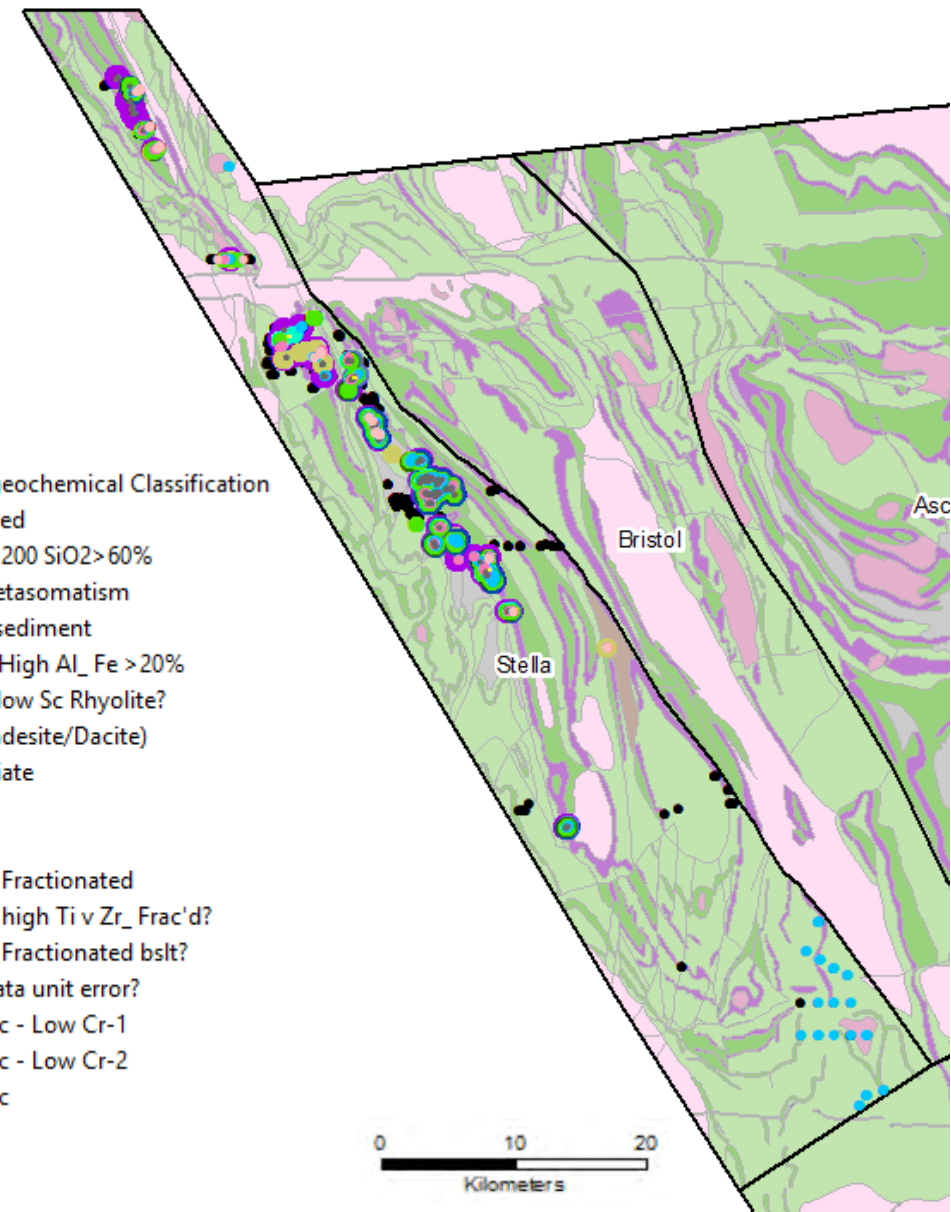 eochemical Classification
ed
200 SiO2>60%
etasomatism
sediment
High Al_ Fe >20%
low Sc Rhyolite?
desite/Dacite)
iate
Fractionated
high Ti v Zr_ Frac'd?
Fractionated bslt?
ata unit error?
c - Low Cr-1
c - Low Cr-2
c
Asc
Bristol
Stella
0 10 20
Kilometers